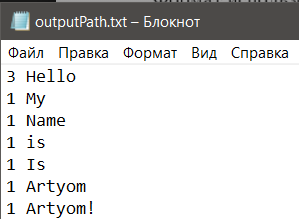 outputPath.txt – Блокнот
Файл Правка Формат Вид Справка
3 Hello
1 My
1 Name
1 is
1 Is
1 Artyom
1 Artyom!